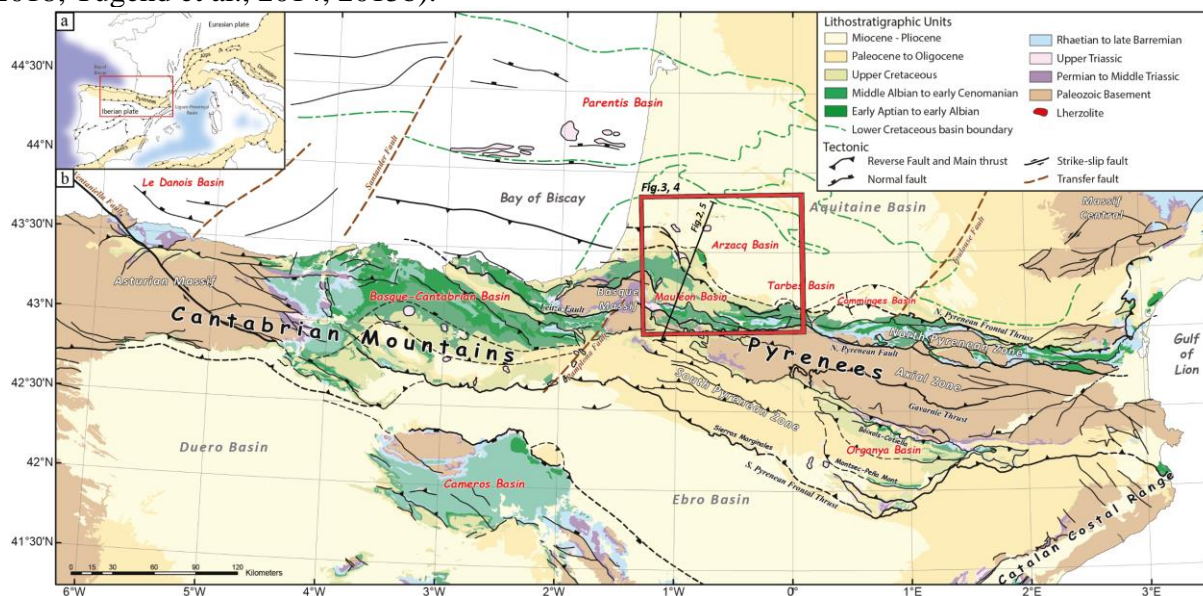 2018; Tugend et al., 2014, 2015b).
a
Eurasian plate
Alps
Iberian plate
b
44°30'N
44°N
43°30'N
43°N
42°30'N
42°N
41°30'N
Lithostratigraphic Units
Miocene - Pliocene
Paleocene to Oligocene
Upper Cretaceous
Middle Albian to early Cenomanian
Early Aptian to early Albian
Lower Cretaceous basin boundary
Rhaetian to late Barremian
Upper Triassic
Permian to Middle Triassic
Paleozoic Basement
Lherzolite
Tectonic
Reverse Fault and Main thrust
Normal fault
Strike-slip fault
Transfer fault
Parentis Basin
Santander Fault
Le Danois Basin
Ventaniella Fault
Bay of Biscay
Fig.3, 4
Fig.2, 5
Aquitaine Basin
Massif
Central
Toulouse Fault
Arzacq Basin
Tarbes Basin
Comminges Basin
Asturian Massif
Basque-Cantabrian Basin
Leiza Fault
Basque
Massif
Mauléon Basin
N. Pyrenean Frontal Thrust
North Pyrenean Zone
N. Pyrenean Fault
Gulf
of
Lion
Cantabrian Mountains
Pamplona Fault
Pyrenees
Axial Zone
Gavarnie Thrust
South Pyrenean Zone
Sierras Marginales
Bóixols-Cotiella
Organya Basin
Montsec-Peña Mont
S. Pyrenean Frontal Thrust
Duero Basin
Cameros Basin
Ebro Basin
Catalan Costal Range
0 15 30 60 90 120
Kilometers
6°W 5°W 4°W 3°W 2°W 1°W 0° 1°E 2°E 3°E